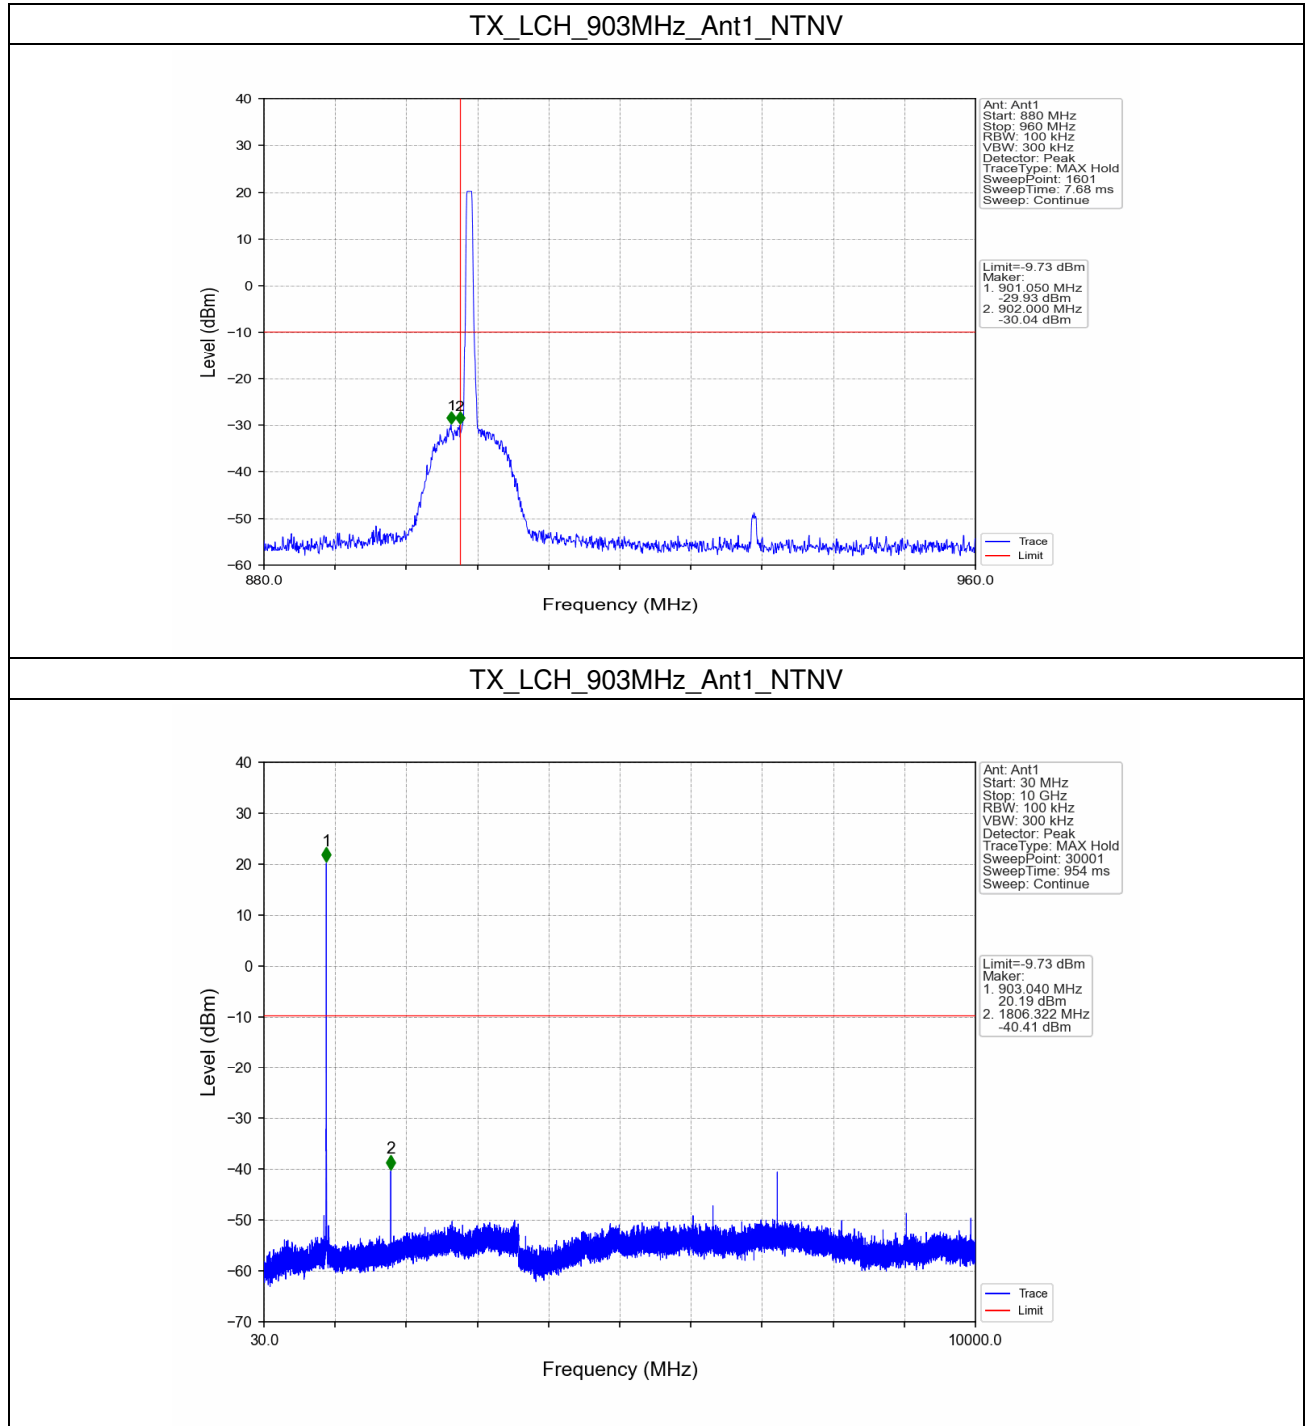 TX_LCH_903MHz_Ant1_NTNV
40
30
20
10
0
−10
−20
−30
−40
−50
−60
Level (dBm)
12
880.0
960.0
Frequency (MHz)
Ant: Ant1
Start: 880 MHz
Stop: 960 MHz
RBW: 100 kHz
VBW: 300 kHz
Detector: Peak
TraceType: MAX Hold
SweepPoint: 1601
SweepTime: 7.68 ms
Sweep: Continue
Limit=-9.73 dBm
Maker:
1. 901.050 MHz
-29.93 dBm
2. 902.000 MHz
-30.04 dBm
Trace
Limit
TX_LCH_903MHz_Ant1_NTNV
40
30
20
10
0
−10
−20
−30
−40
−50
−60
−70
Level (dBm)
1
2
30.0
10000.0
Frequency (MHz)
Ant: Ant1
Start: 30 MHz
Stop: 10 GHz
RBW: 100 kHz
VBW: 300 kHz
Detector: Peak
TraceType: MAX Hold
SweepPoint: 30001
SweepTime: 954 ms
Sweep: Continue
Limit=-9.73 dBm
Maker:
1. 903.040 MHz
20.19 dBm
2. 1806.322 MHz
-40.41 dBm
Trace
Limit